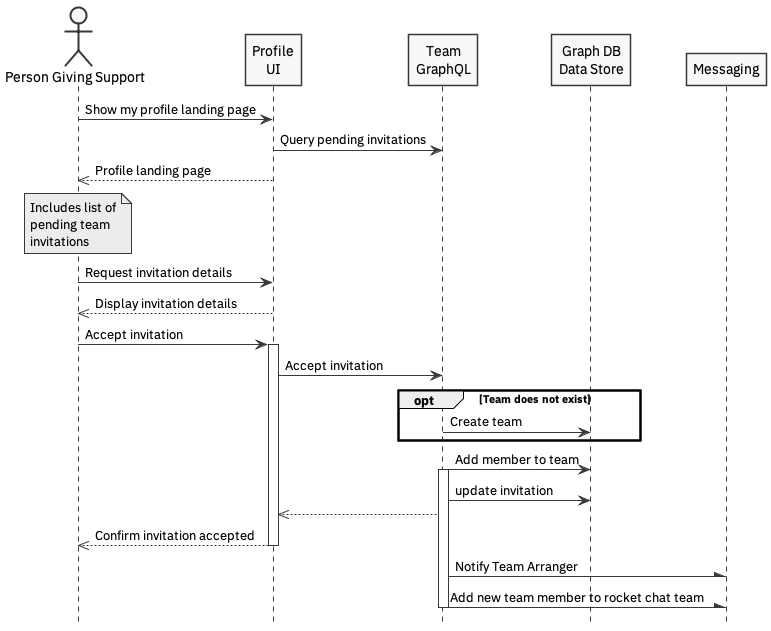 Profile
UI
Team
GraphQL
Graph DB
Data Store
Messaging
Person Giving Support
Show my profile landing page
Query pending invitations
Profile landing page
Includes list of
pending team
invitations
Request invitation details
Display invitation details
Accept invitation
Accept invitation
opt
[Team does not exist]
Create team
Add member to team
update invitation
Confirm invitation accepted
Notify Team Arranger
Add new team member to rocket chat team